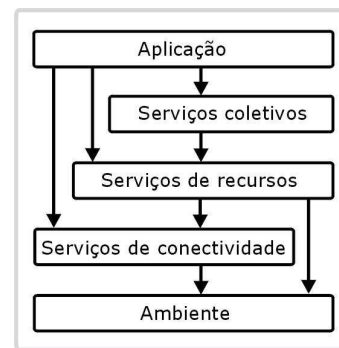 Aplicação
Serviços coletivos
Serviços de recursos
Serviços de conectividade
Ambiente